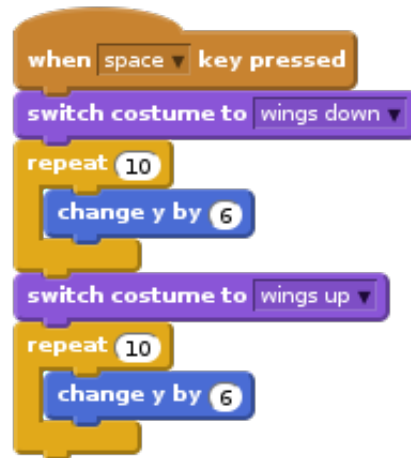 when space key pressed
switch costume to wings down
repeat 10
change y by 6
switch costume to wings up
repeat 10
change y by 6